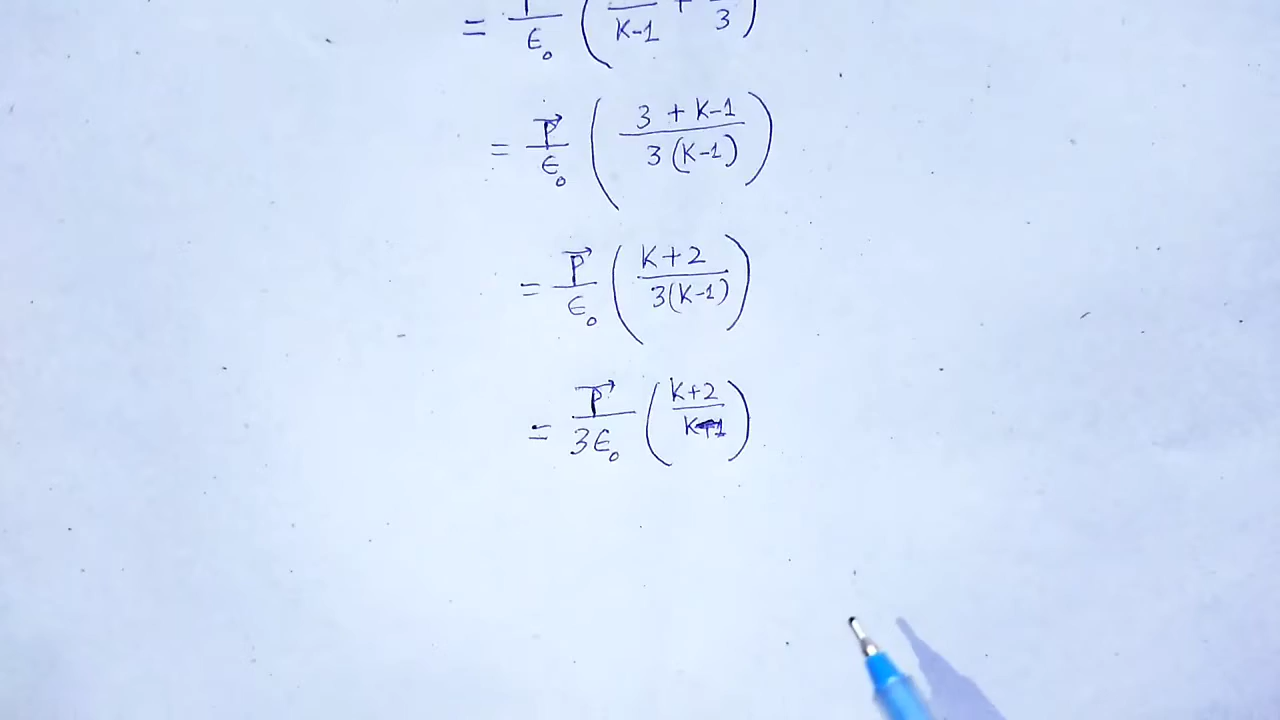 = P⃗/ϵ₀ ( /K-1 + /3 )
= P⃗/ϵ₀ ( 3 + K-1 / 3(K-1) )
= P⃗/ϵ₀ ( K+2 / 3(K-1) )
= P⃗/3ϵ₀ ( K+2 / K-1 )